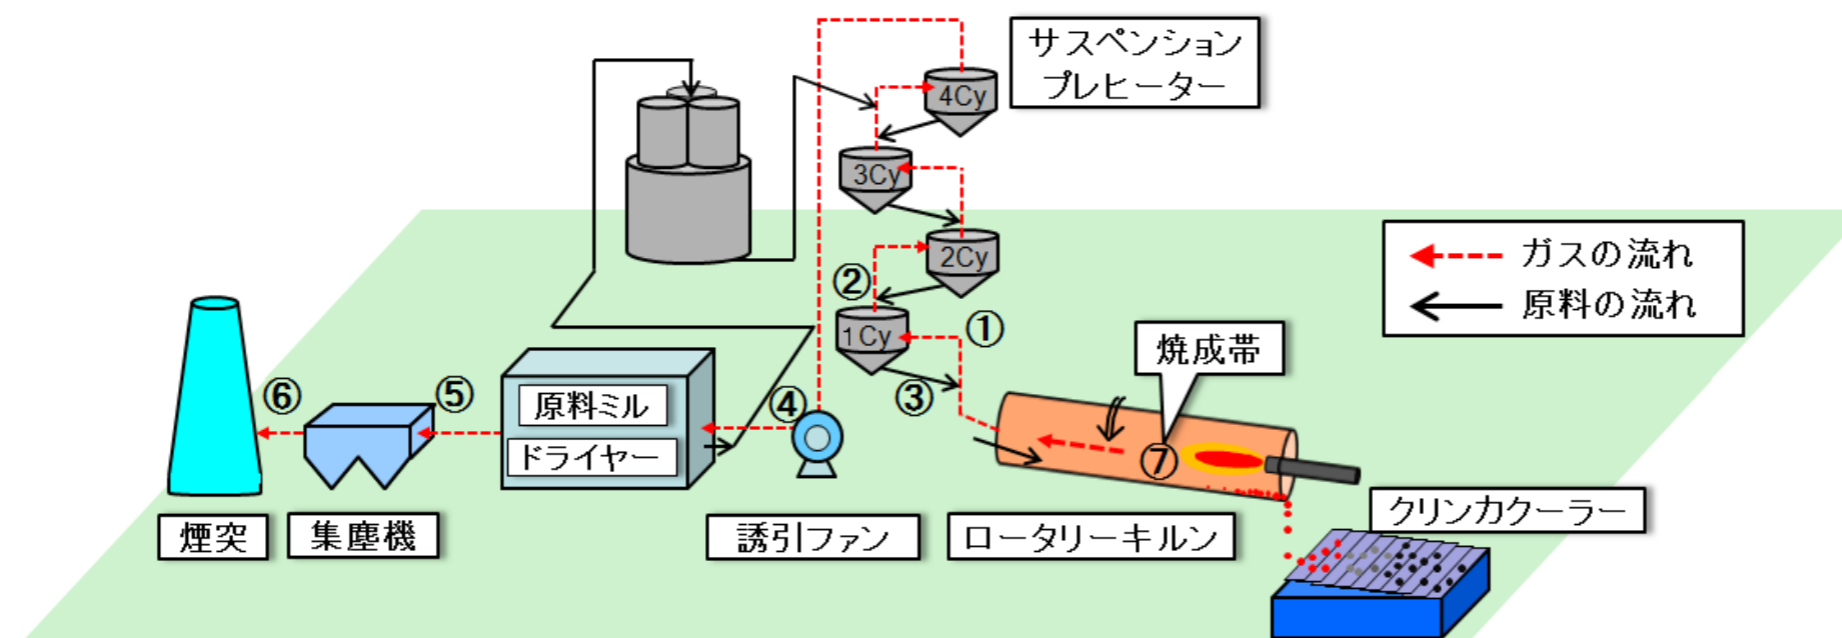 サスペンション
プレヒーター
4Cy
3Cy
2Cy
②
1Cy
①
③
ガスの流れ
原料の流れ
焼成帯
⑦
⑥
⑤
原料ミル
ドライヤー
④
煙突
集塵機
誘引ファン
ロータリーキルン
クリンカクーラー